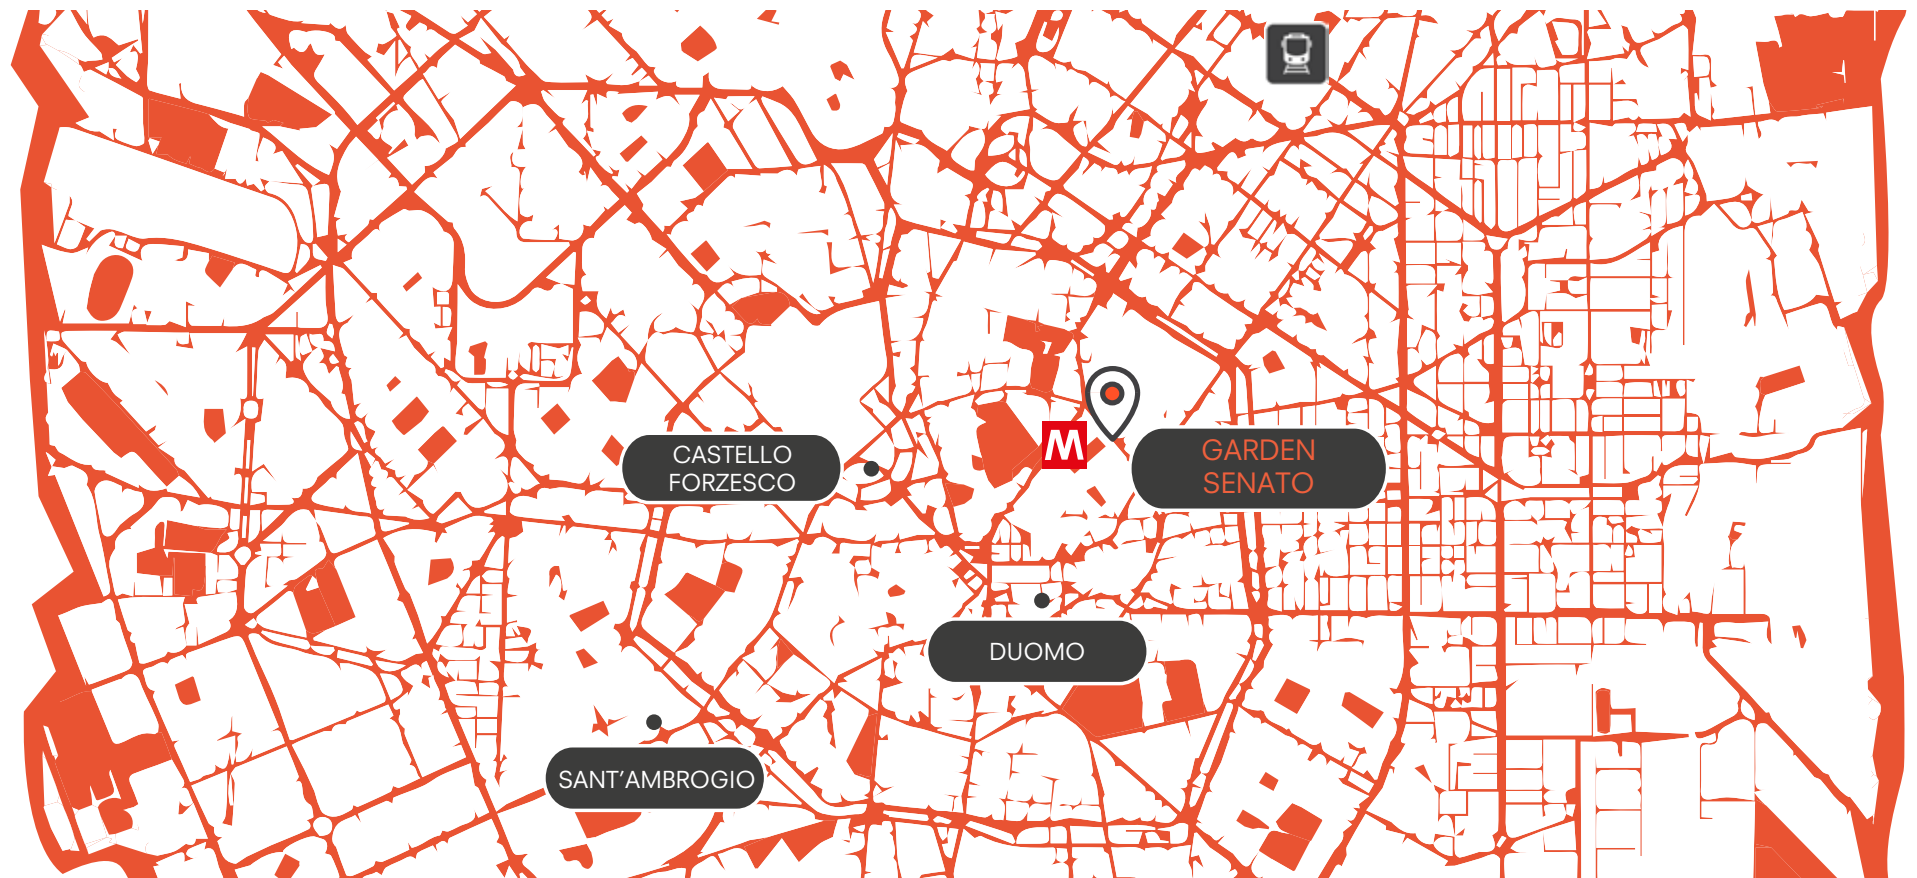 CASTELLO
FORZESCO
M
GARDEN
SENATO
DUOMO
SANT’AMBROGIO